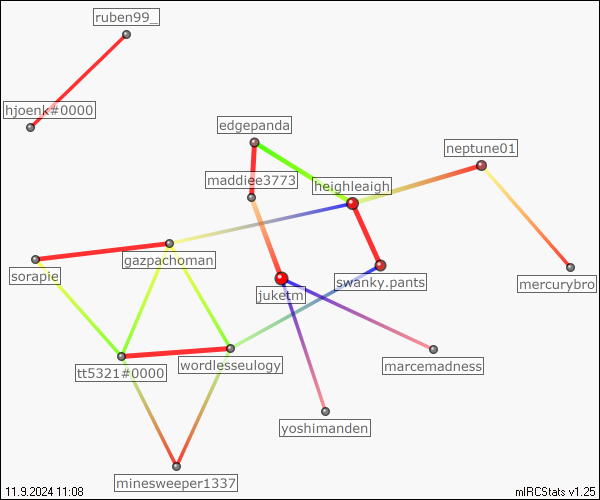 ruben99_
hjoenk#0000
edgepanda
neptune01
maddiee3773
heighleaigh
gazpachoman
sorapie
swanky.pants
mercurybro
juketm
wordlesseulogy
marcemadness
tt5321#0000
yoshimanden
minesweeper1337
11.9.2024 11:08
mIRCStats v1.25